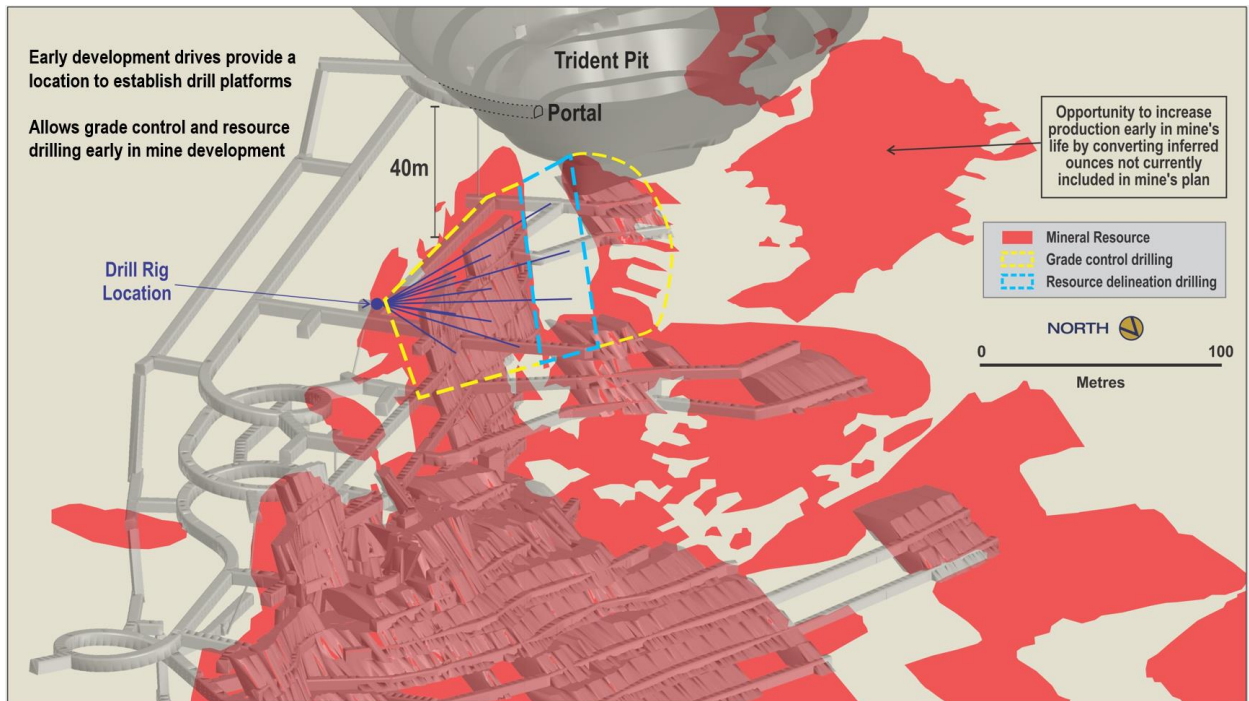 Early development drives provide a
location to establish drill platforms
Allows grade control and resource
drilling early in mine development
Trident Pit
Portal
40m
Drill Rig
Location
Opportunity to increase
production early in mine's
life by converting inferred
ounces not currently
included in mine's plan
Mineral Resource
Grade control drilling
Resource delineation drilling
NORTH
0
100
Metres